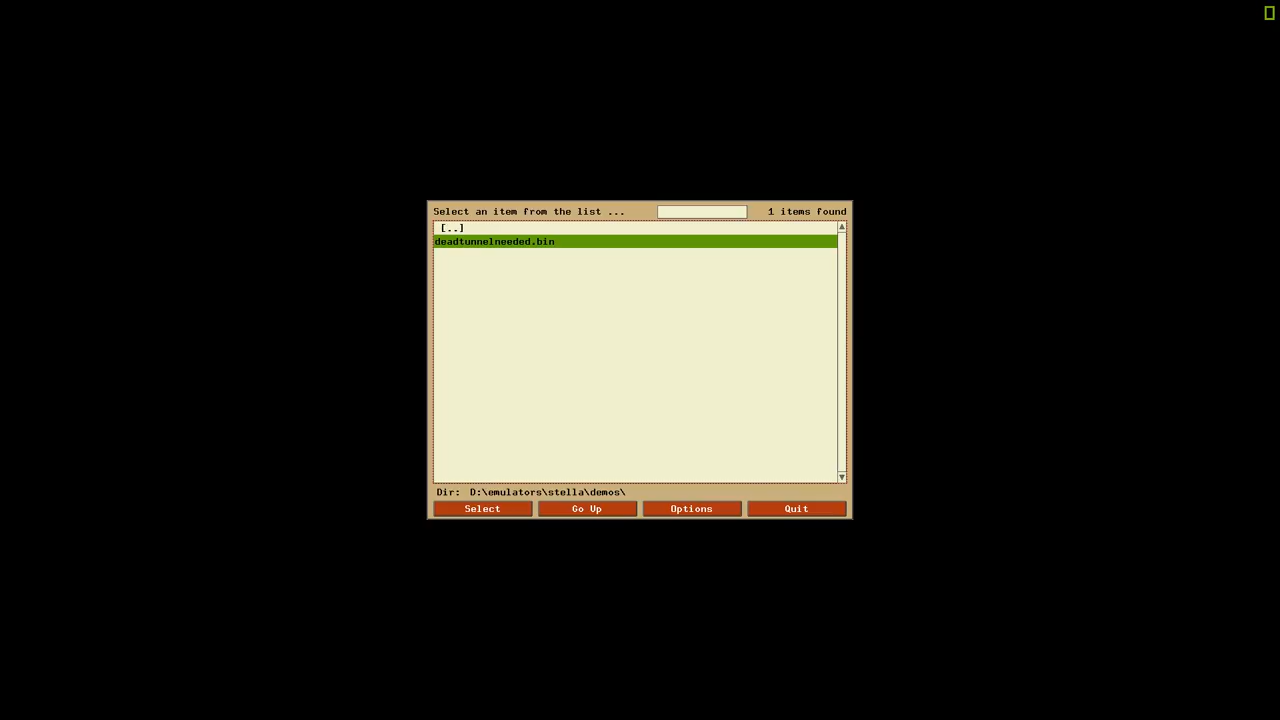 Select an item from the list ... 1 items found
[..]
deadtunnelneeded.bin
Dir: D:\emulators\stella\demos\
Select Go Up Options Quit